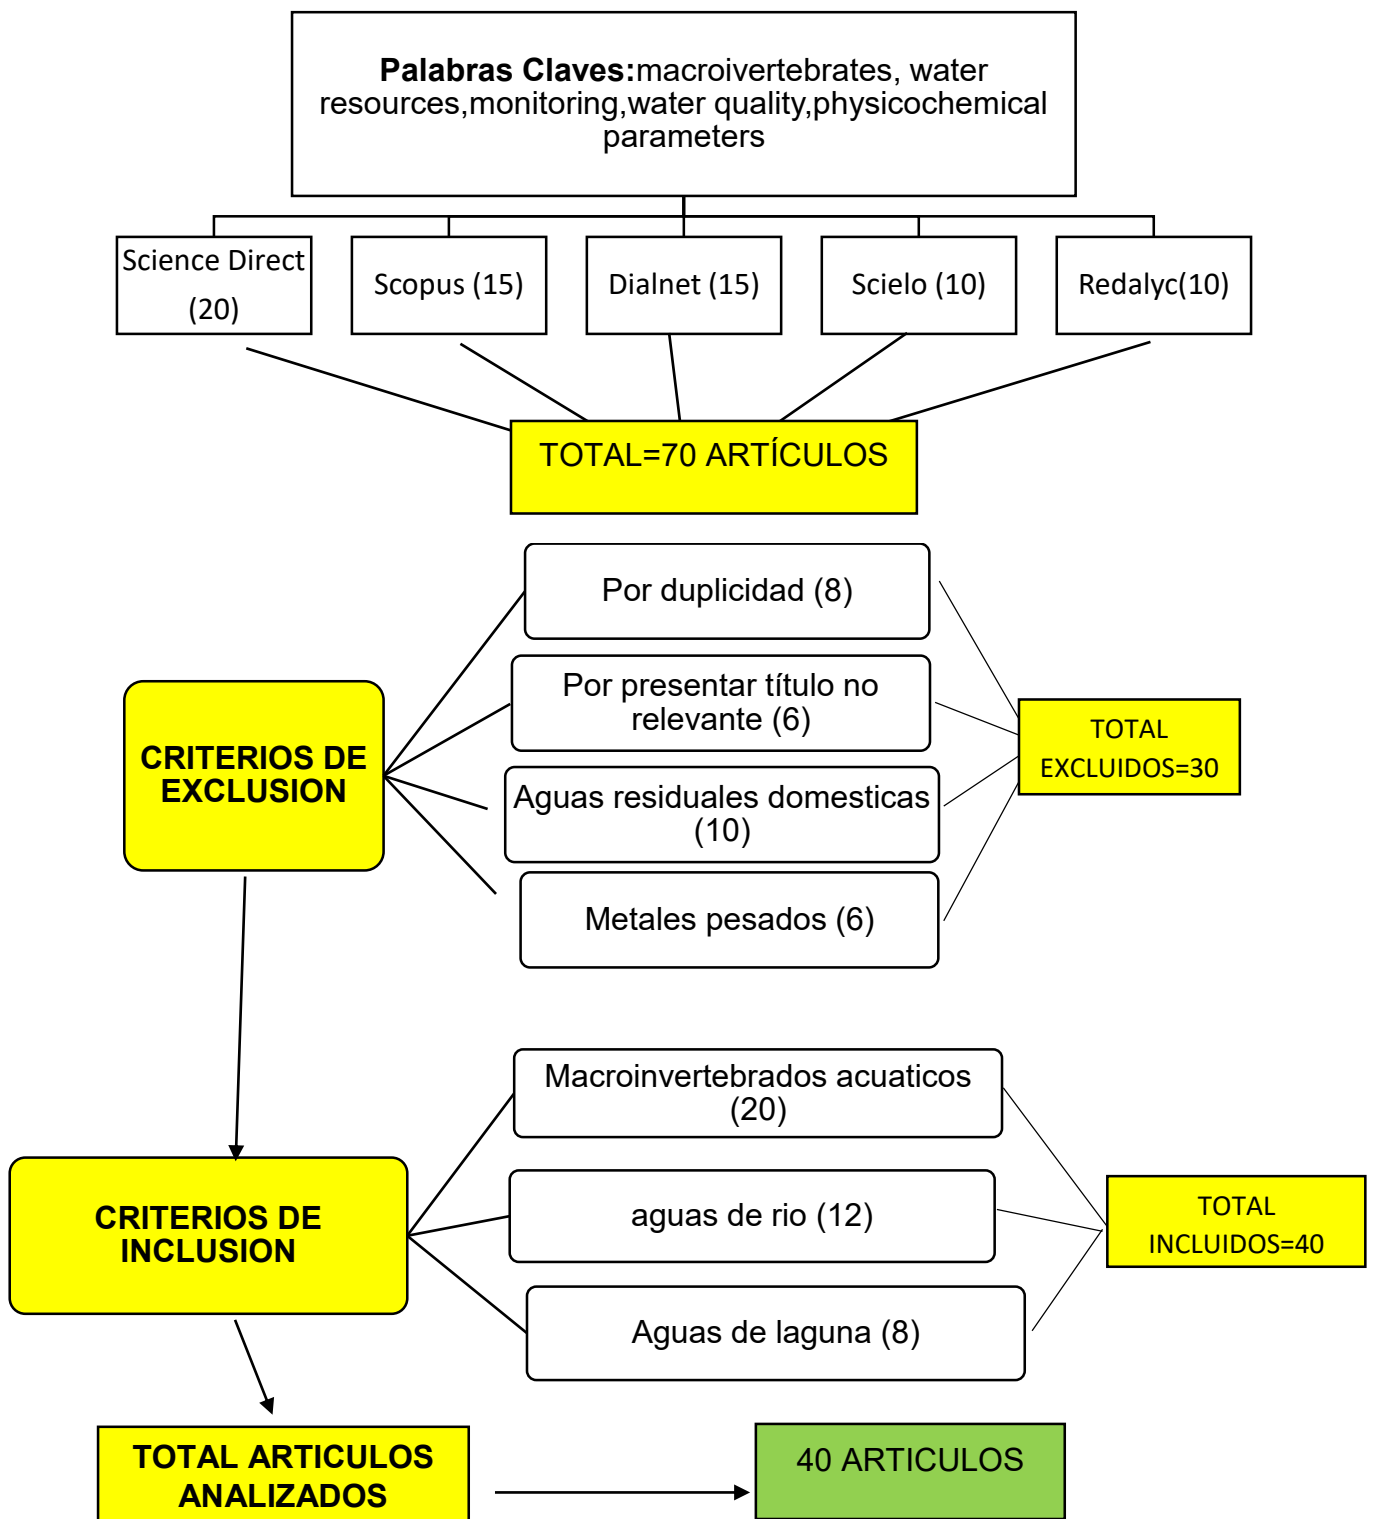 Palabras Claves:macroivertebrates, water
resources,monitoring,water quality,physicochemical
parameters
Science Direct
(20)
Scopus (15)
Dialnet (15)
Scielo (10)
Redalyc(10)
TOTAL=70 ARTÍCULOS
Por duplicidad (8)
Por presentar título no
relevante (6)
Aguas residuales domesticas
(10)
Metales pesados (6)
CRITERIOS DE
EXCLUSION
TOTAL
EXCLUIDOS=30
Macroinvertebrados acuaticos
(20)
aguas de rio (12)
Aguas de laguna (8)
CRITERIOS DE
INCLUSION
TOTAL
INCLUIDOS=40
TOTAL ARTICULOS
ANALIZADOS
40 ARTICULOS